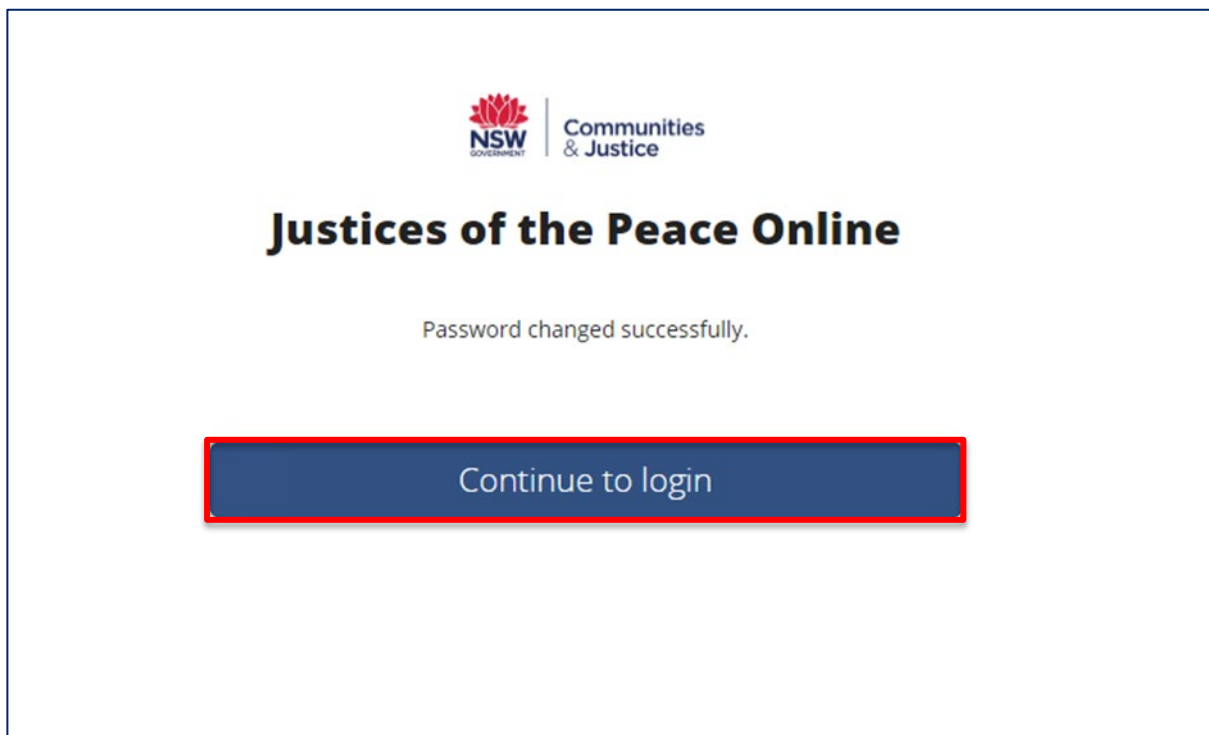 NSW
GOVERNMENT
Communities
& Justice
Justices of the Peace Online
Password changed successfully.
Continue to login